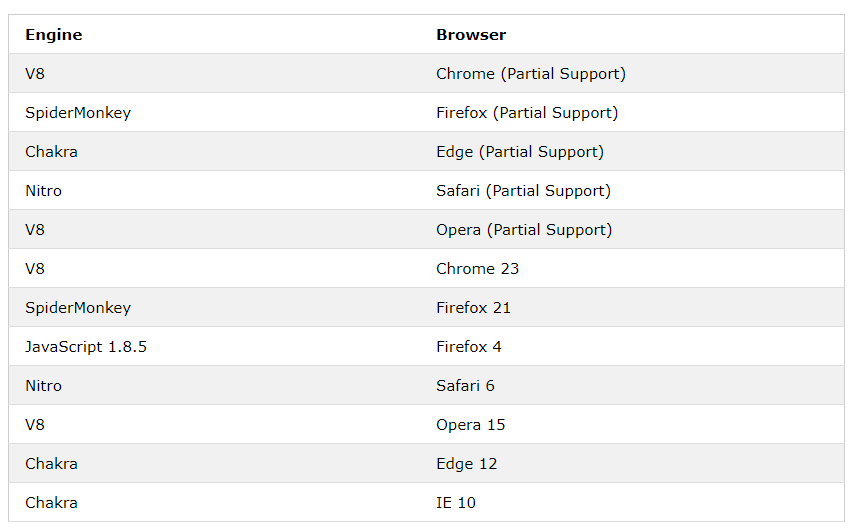 Engine Browser
V8 Chrome (Partial Support)
SpiderMonkey Firefox (Partial Support)
Chakra Edge (Partial Support)
Nitro Safari (Partial Support)
V8 Opera (Partial Support)
V8 Chrome 23
SpiderMonkey Firefox 21
JavaScript 1.8.5 Firefox 4
Nitro Safari 6
V8 Opera 15
Chakra Edge 12
Chakra IE 10